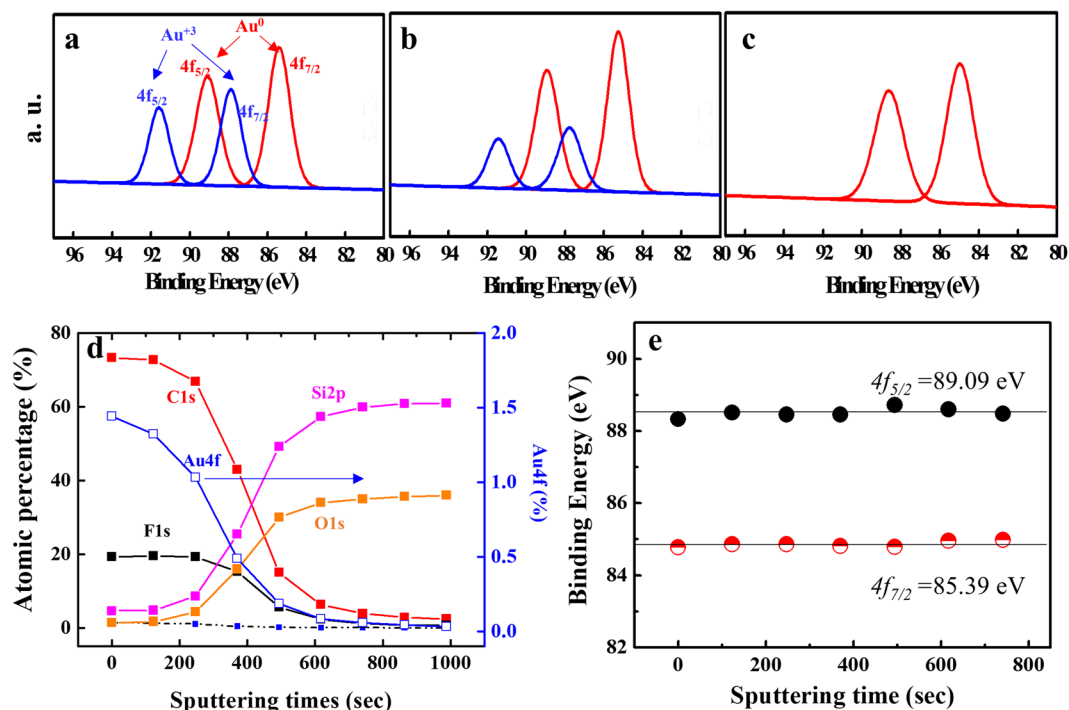 a
Au+3
Au0
4f5/2
4f5/2
4f7/2
4f7/2
b
c
a. u.
96 94 92 90 88 86 84 82 80
96 94 92 90 88 86 84 82 80
96 94 92 90 88 86 84 82 80
Binding Energy (eV)
Binding Energy (eV)
Binding Energy (eV)
d
80
60
40
20
0
Atomic percentage (%)
C1s
Si2p
Au4f
F1s
O1s
2.0
1.5
1.0
0.5
0.0
Au4f (%)
0 200 400 600 800 1000
Sputtering times (sec)
e
90
88
86
84
82
Binding Energy (eV)
4f5/2 =89.09 eV
4f7/2 =85.39 eV
0 200 400 600 800
Sputtering time (sec)